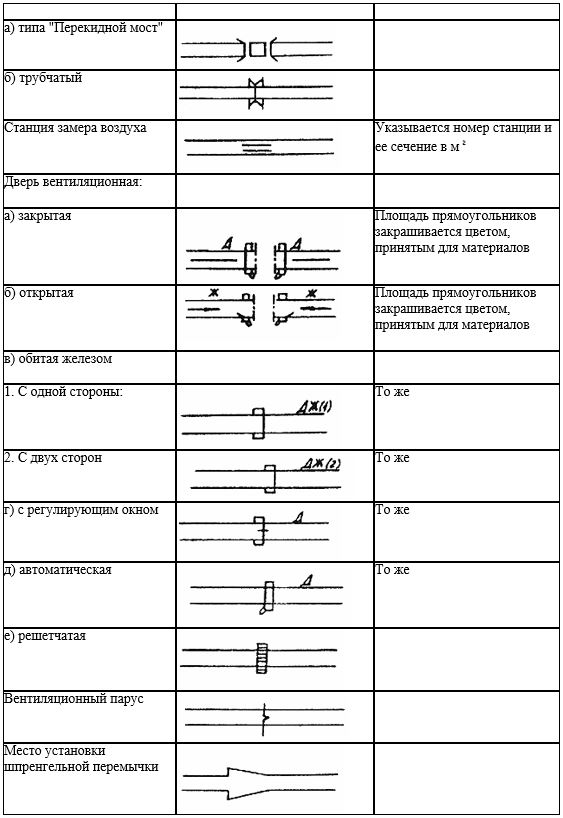 а) типа "Перекидной мост"
б) трубчатый
Станция замера воздуха
Указывается номер станции и
ее сечение в м ²
Дверь вентиляционная:
а) закрытая
Д Д
Площадь прямоугольников
закрашивается цветом,
принятым для материалов
б) открытая
Ж Ж
Площадь прямоугольников
закрашивается цветом,
принятым для материалов
в) обитая железом
1. С одной стороны:
ДЖ(1)
То же
2. С двух сторон
ДЖ(2)
То же
г) с регулирующим окном
Д
То же
д) автоматическая
Д
То же
е) решетчатая
Вентиляционный парус
Место установки
шпренгельной перемычки